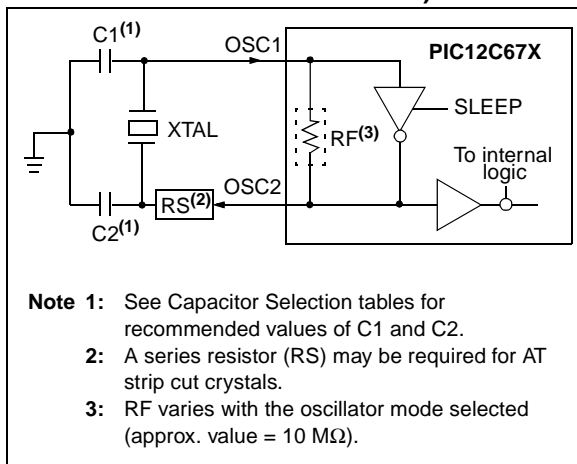 C1(1)
OSC1
PIC12C67X
SLEEP
XTAL
RF(3)
To internal
logic
OSC2
RS(2)
C2(1)
Note 1: See Capacitor Selection tables for
recommended values of C1 and C2.
2: A series resistor (RS) may be required for AT
strip cut crystals.
3: RF varies with the oscillator mode selected
(approx. value = 10 MΩ).